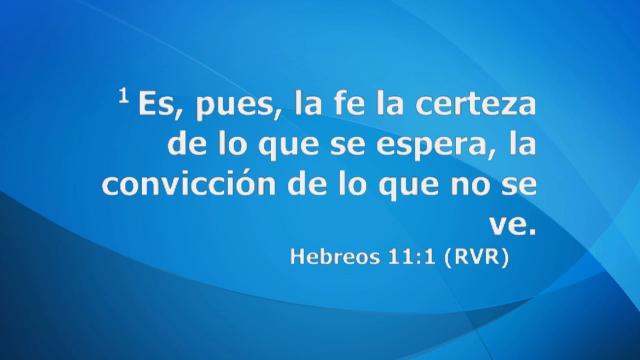 ¹ Es, pues, la fe la certeza
de lo que se espera, la
convicción de lo que no se
ve.
Hebreos 11:1 (RVR)